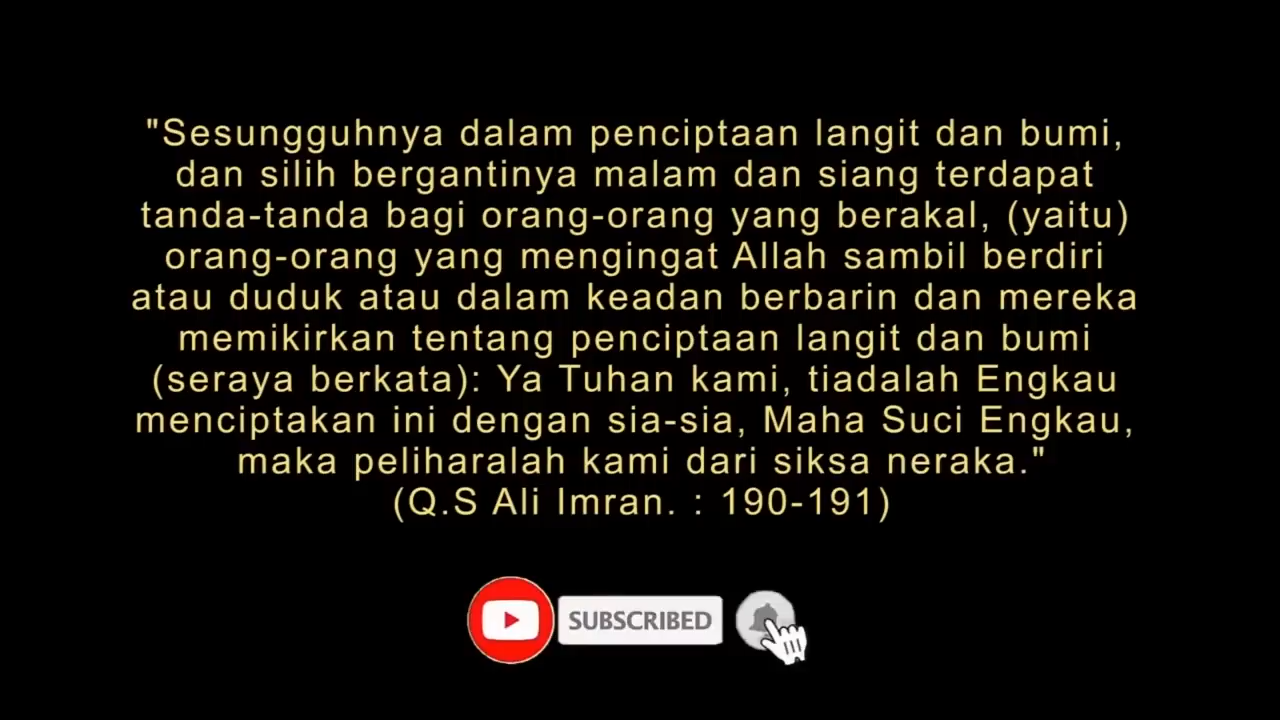 "Sesungguhnya dalam penciptaan langit dan bumi,
dan silih bergantinya malam dan siang terdapat
tanda-tanda bagi orang-orang yang berakal, (yaitu)
orang-orang yang mengingat Allah sambil berdiri
atau duduk atau dalam keadan berbarin dan mereka
memikirkan tentang penciptaan langit dan bumi
(seraya berkata): Ya Tuhan kami, tiadalah Engkau
menciptakan ini dengan sia-sia, Maha Suci Engkau,
maka peliharalah kami dari siksa neraka."
(Q.S Ali Imran. : 190-191)
SUBSCRIBED